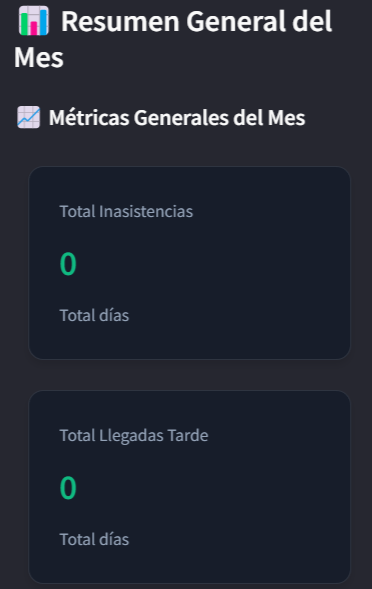 📊 Resumen General del
Mes
📈 Métricas Generales del Mes
Total Inasistencias
0
Total días
Total Llegadas Tarde
0
Total días